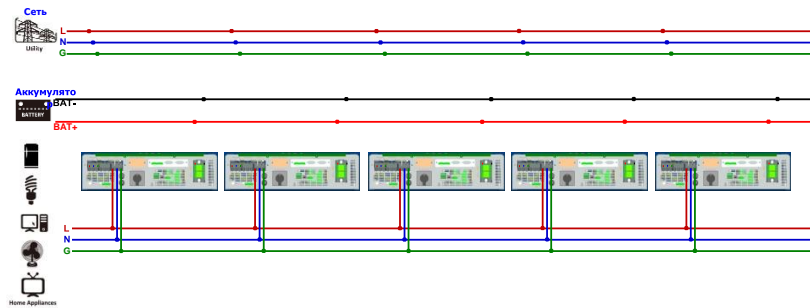 Сеть
L
N
G
Utility
Аккумулято
BAT-
BATTERY
BAT+
L
N
G
Home Appliances